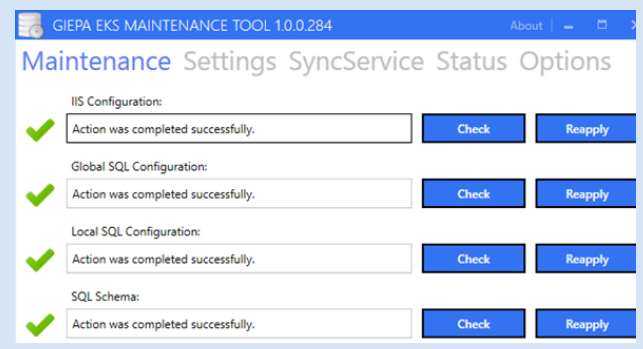 GIEPA EKS MAINTENANCE TOOL 1.0.0.284 About
Maintenance Settings SyncService Status Options
IIS Configuration:
Action was completed successfully. Check Reapply
Global SQL Configuration:
Action was completed successfully. Check Reapply
Local SQL Configuration:
Action was completed successfully. Check Reapply
SQL Schema:
Action was completed successfully. Check Reapply